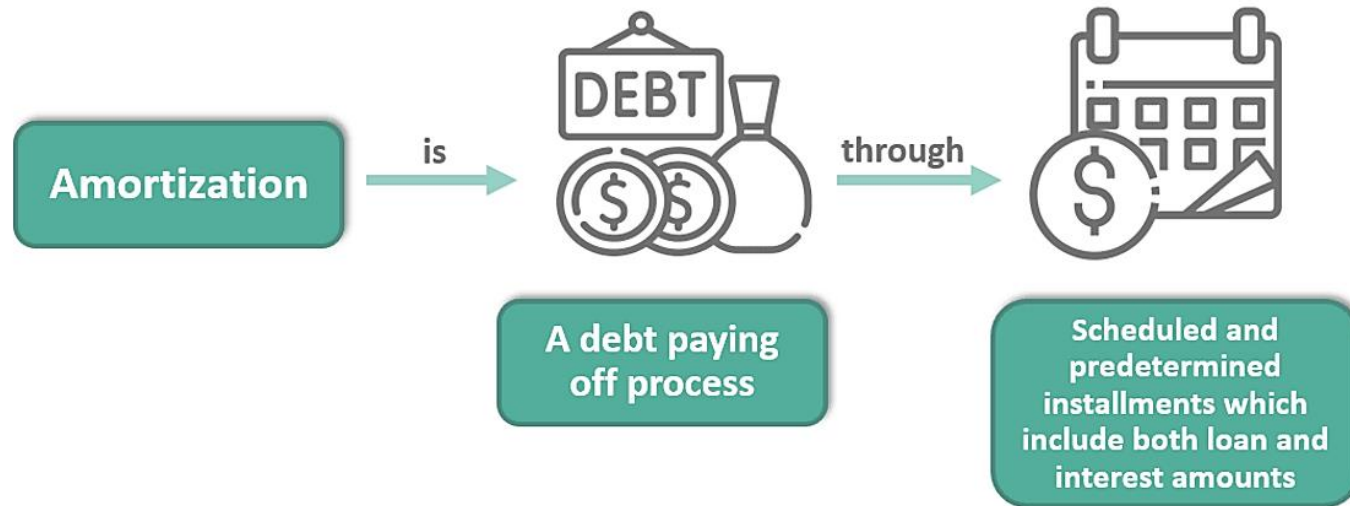 Amortization
is
DEBT
$ $
A debt paying
off process
through
$
Scheduled and
predetermined
installments which
include both loan and
interest amounts